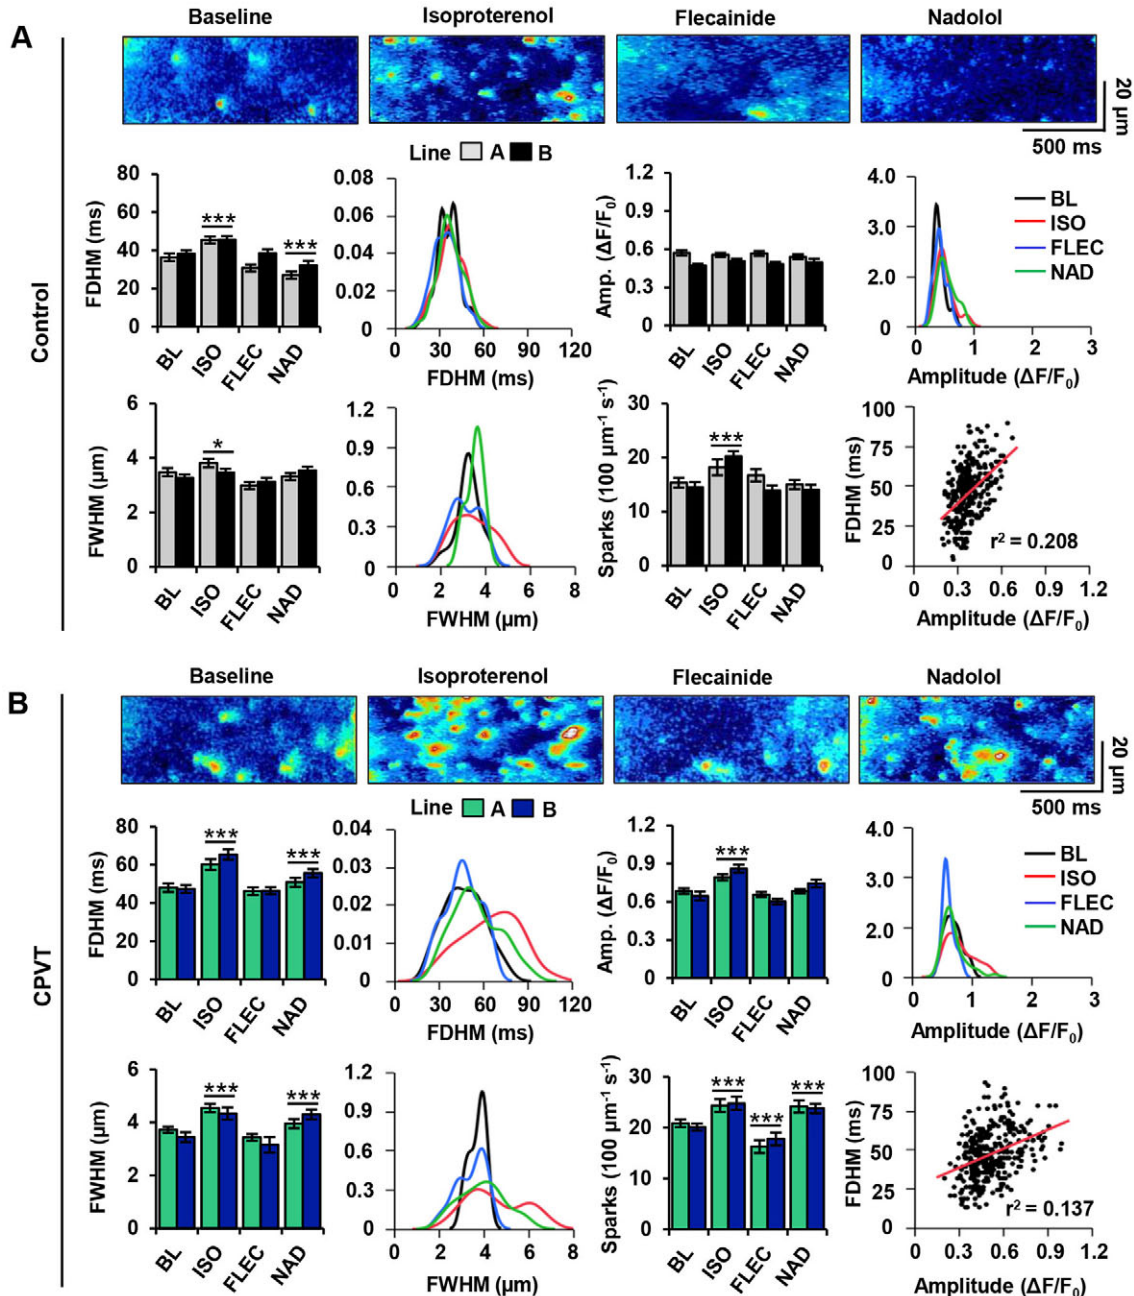 A
Baseline Isoproterenol Flecainide Nadolol
20 µm
500 ms
Control
Line A B
80
60
40
20
0
FDHM (ms)
*** ***
BL ISO FLEC NAD
0.08
0.06
0.04
0.02
0
0 30 60 90 120
FDHM (ms)
1.2
0.9
0.6
0.3
0
Amp. (ΔF/F0)
BL ISO FLEC NAD
4.0
3.0
2.0
1.0
0
0 1 2 3
Amplitude (ΔF/F0)
BL
ISO
FLEC
NAD
6
4
2
0
FWHM (µm)
*
BL ISO FLEC NAD
1.2
0.9
0.6
0.3
0
0 2 4 6 8
FWHM (µm)
30
20
10
0
Sparks (100 µm-1 s-1)
***
BL ISO FLEC NAD
100
75
50
25
0
FDHM (ms)
r2 = 0.208
0 0.3 0.6 0.9 1.2
Amplitude (ΔF/F0)
B
Baseline Isoproterenol Flecainide Nadolol
20 µm
500 ms
CPVT
Line A B
80
60
40
20
0
FDHM (ms)
*** ***
BL ISO FLEC NAD
0.04
0.03
0.02
0.01
0
0 30 60 90 120
FDHM (ms)
1.2
0.9
0.6
0.3
0
Amp. (ΔF/F0)
***
BL ISO FLEC NAD
4.0
3.0
2.0
1.0
0
0 1 2 3
Amplitude (ΔF/F0)
BL
ISO
FLEC
NAD
6
4
2
0
FWHM (µm)
*** ***
BL ISO FLEC NAD
1.2
0.9
0.6
0.3
0
0 2 4 6 8
FWHM (µm)
30
20
10
0
Sparks (100 µm-1 s-1)
*** *** ***
BL ISO FLEC NAD
100
75
50
25
0
FDHM (ms)
r2 = 0.137
0 0.3 0.6 0.9 1.2
Amplitude (ΔF/F0)